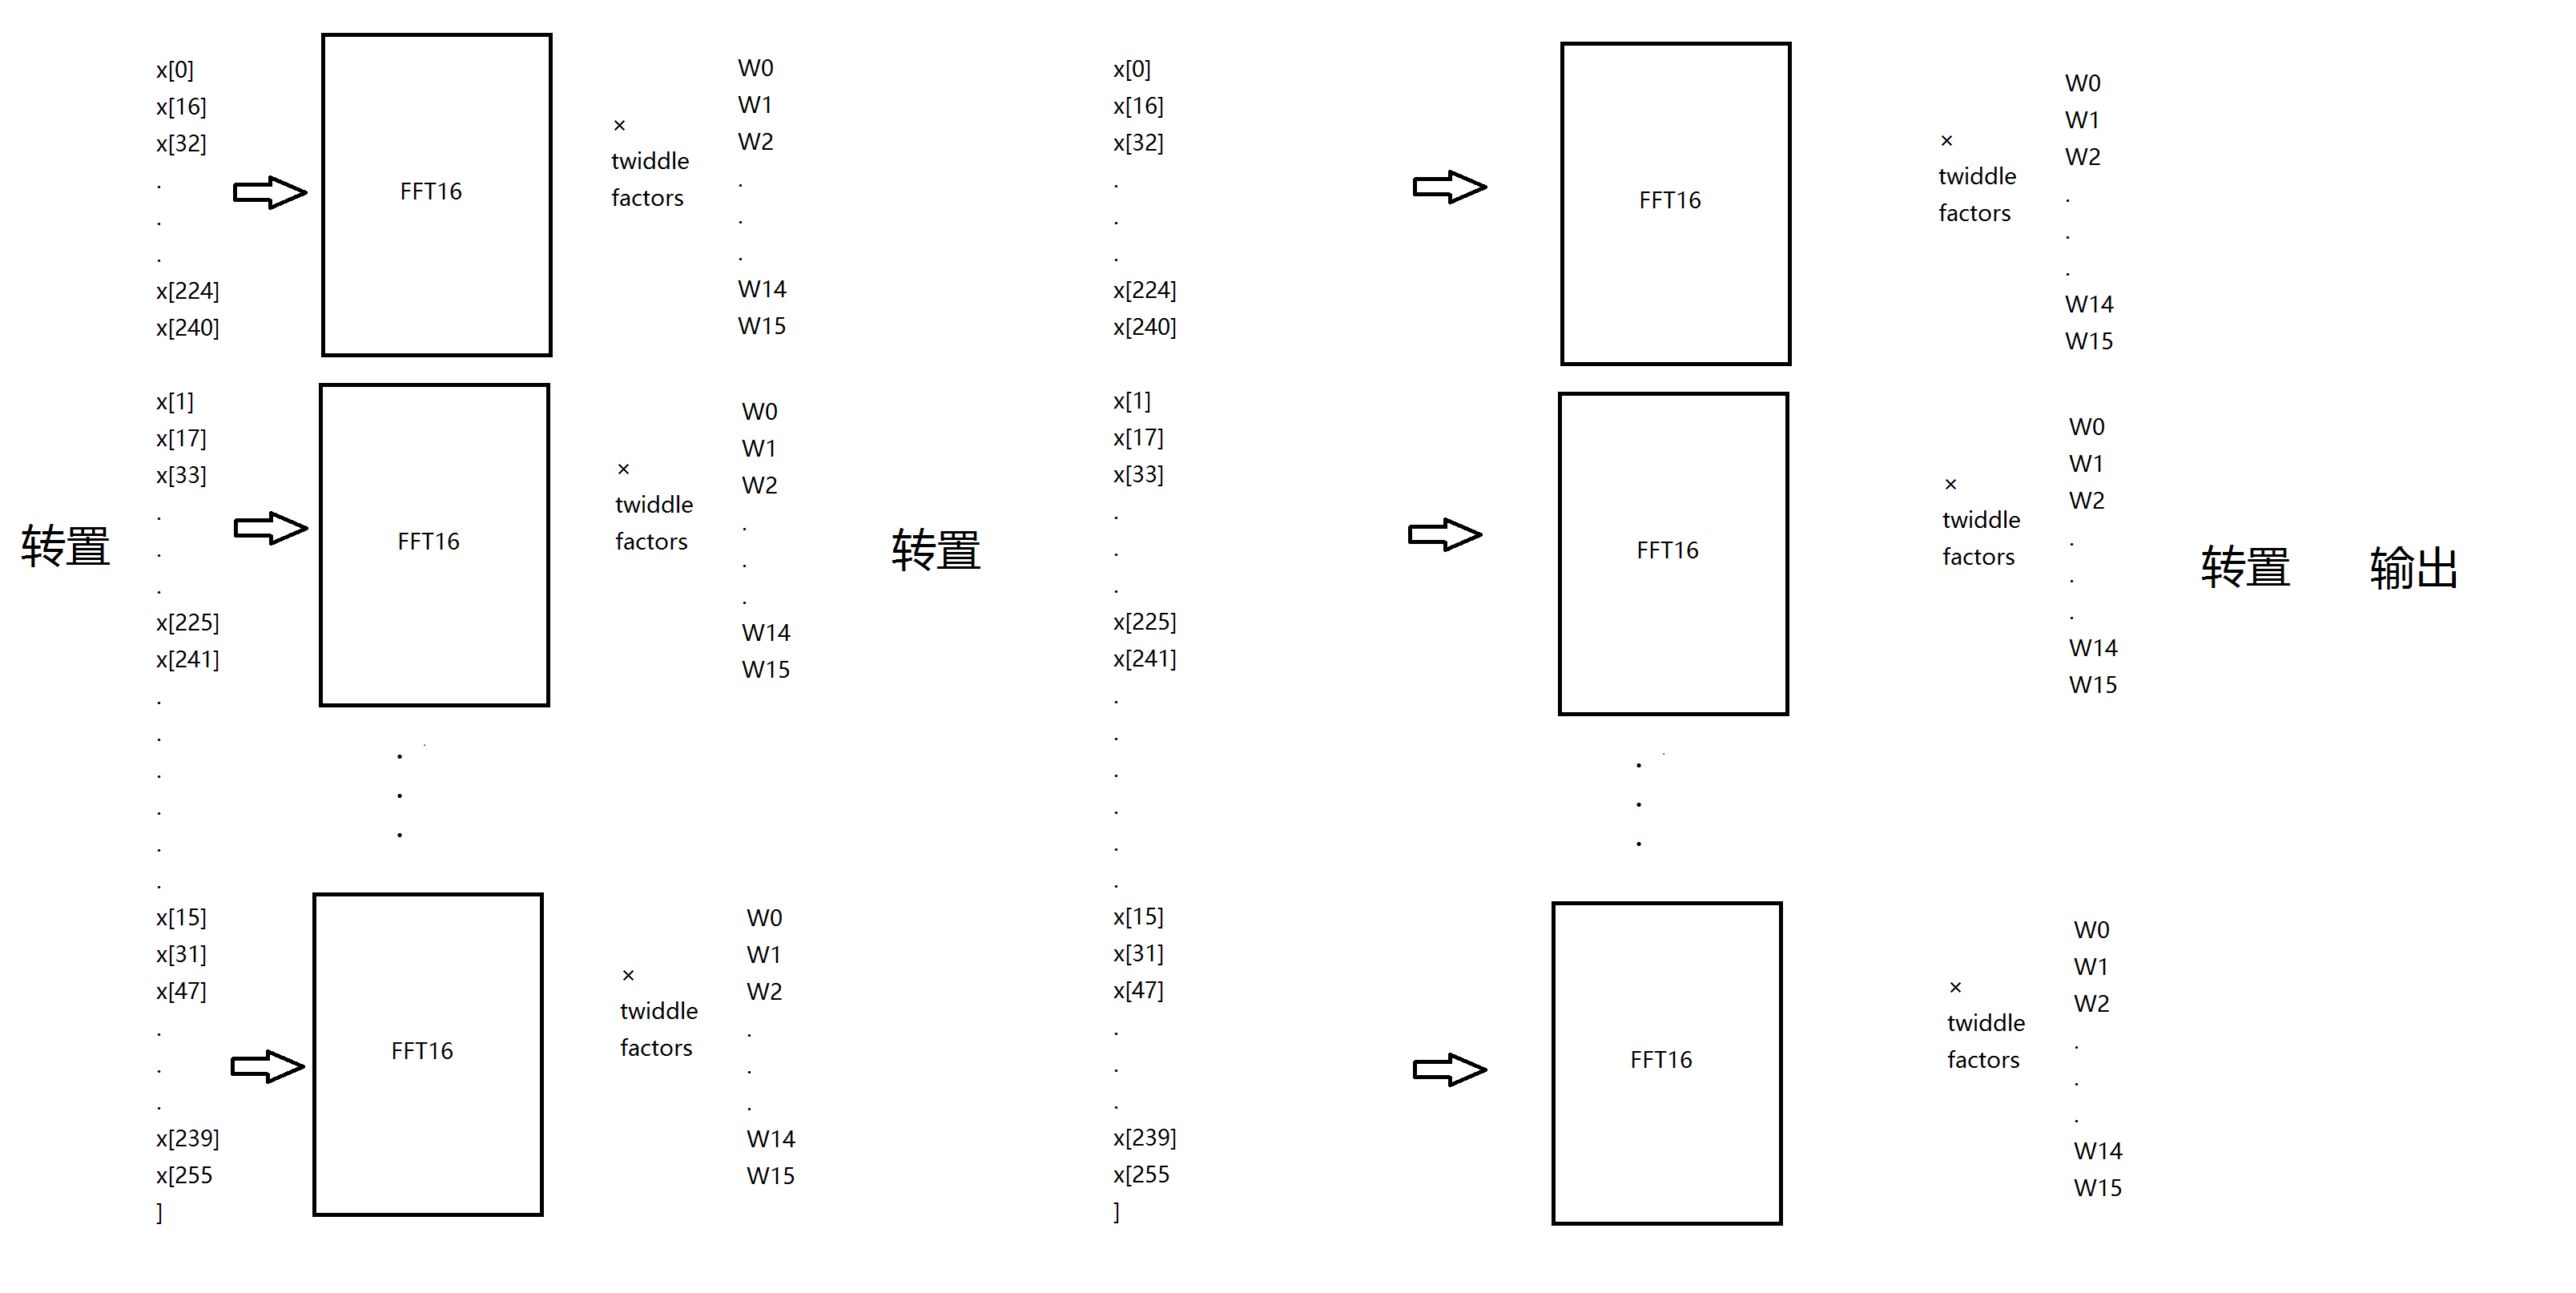 转置
x[0]
x[16]
x[32]
.
.
.
x[224]
x[240]
x[1]
x[17]
x[33]
.
.
.
x[225]
x[241]
.
.
.
.
.
.
x[15]
x[31]
x[47]
.
.
.
x[239]
x[255
]
FFT16
FFT16
.
.
.
FFT16
×
twiddle
factors
W0
W1
W2
.
.
.
W14
W15
×
twiddle
factors
W0
W1
W2
.
.
.
W14
W15
×
twiddle
factors
W0
W1
W2
.
.
.
W14
W15
转置
x[0]
x[16]
x[32]
.
.
.
x[224]
x[240]
x[1]
x[17]
x[33]
.
.
.
x[225]
x[241]
.
.
.
.
.
.
x[15]
x[31]
x[47]
.
.
.
x[239]
x[255
]
FFT16
FFT16
.
.
.
FFT16
×
twiddle
factors
W0
W1
W2
.
.
.
W14
W15
×
twiddle
factors
W0
W1
W2
.
.
.
W14
W15
×
twiddle
factors
W0
W1
W2
.
.
.
W14
W15
转置
输出